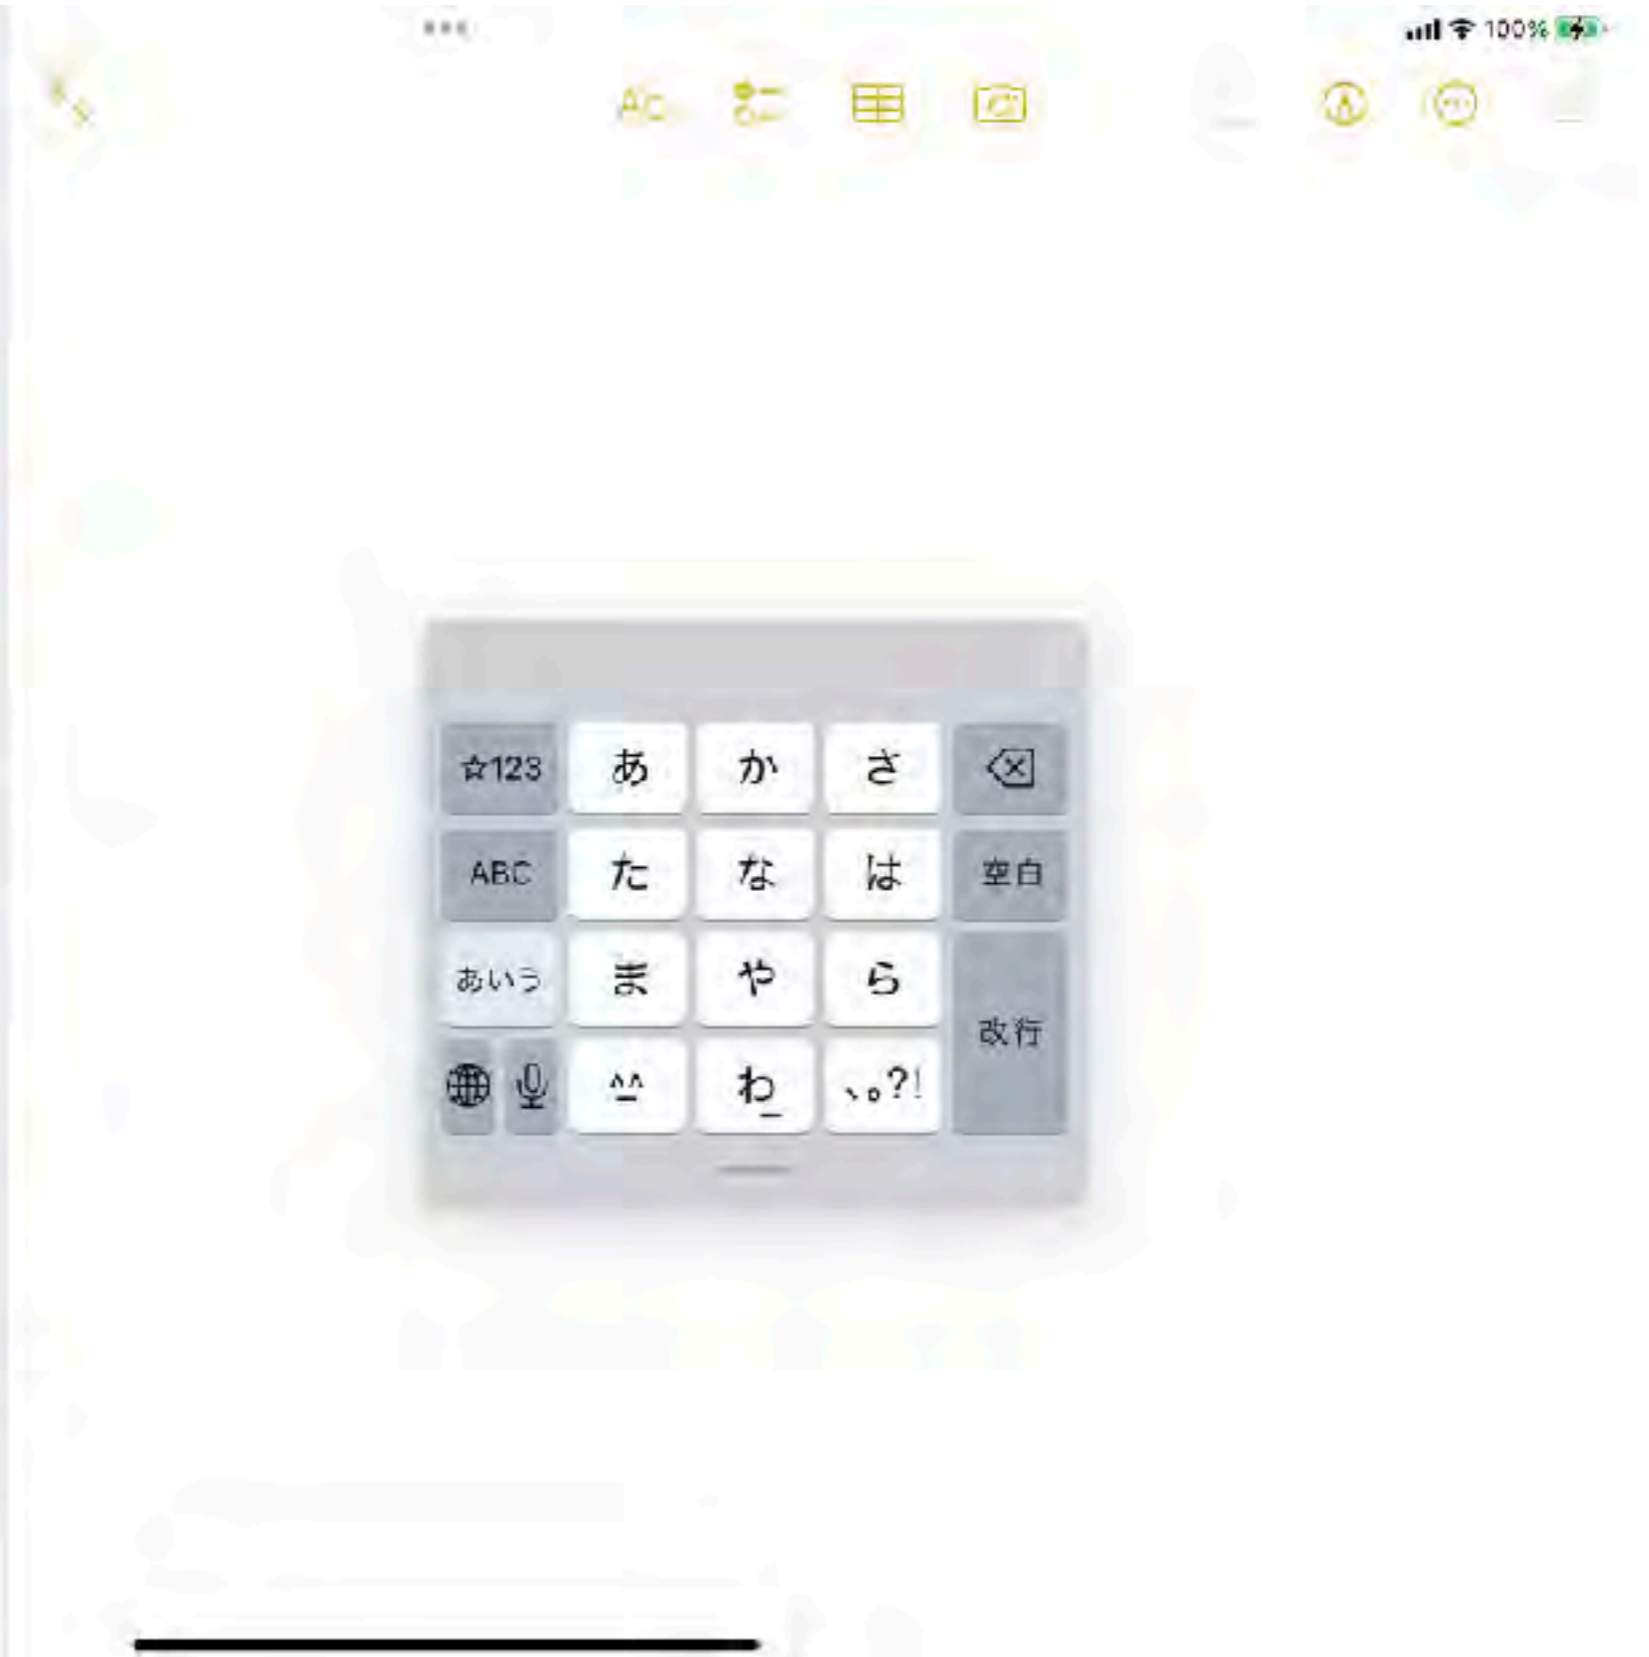 100%
☆123 あ か さ
ABC た な は 空白
あいう ま や ら 改行
^^ わ_ 、。?!